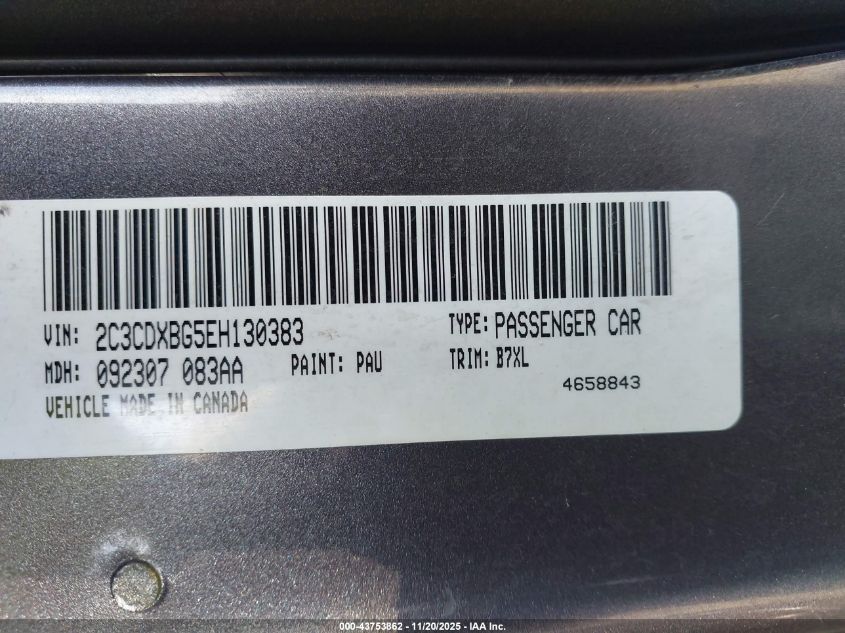 VIN: 2C3CDXBG5EH130383 TYPE: PASSENGER CAR
MDH: 092307 083AA PAINT: PAU TRIM: B7XL
VEHICLE MADE IN CANADA 4658843
000-43753862 - 11/20/2025 - IAA Inc.